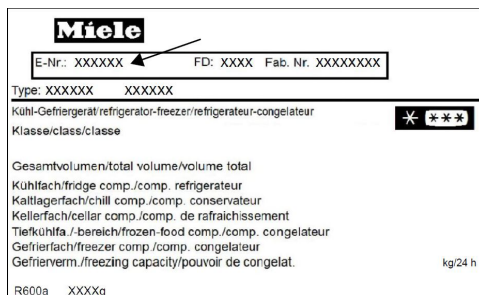 Miele
E-Nr.: XXXXXX FD: XXXX Fab. Nr. XXXXXXXX
Type: XXXXXX XXXXXX
Kühl-Gefriergerät/refrigerator-freezer/refrigerateur-congelateur
* ***
Klasse/class/classe
Gesamtvolumen/total volume/volume total
Kühlfach/fridge comp./comp. refrigerateur
Kaltlagerfach/chill comp./comp. conservateur
Kellerfach/cellar comp./comp. de rafraichissement
Tiefkühlfa./-bereich/frozen-food comp./comp. congelateur
Gefrierfach/freezer comp./comp. congelateur
Gefrierverm./freezing capacity/pouvoir de congelat. kg/24 h
R600a XXXXg